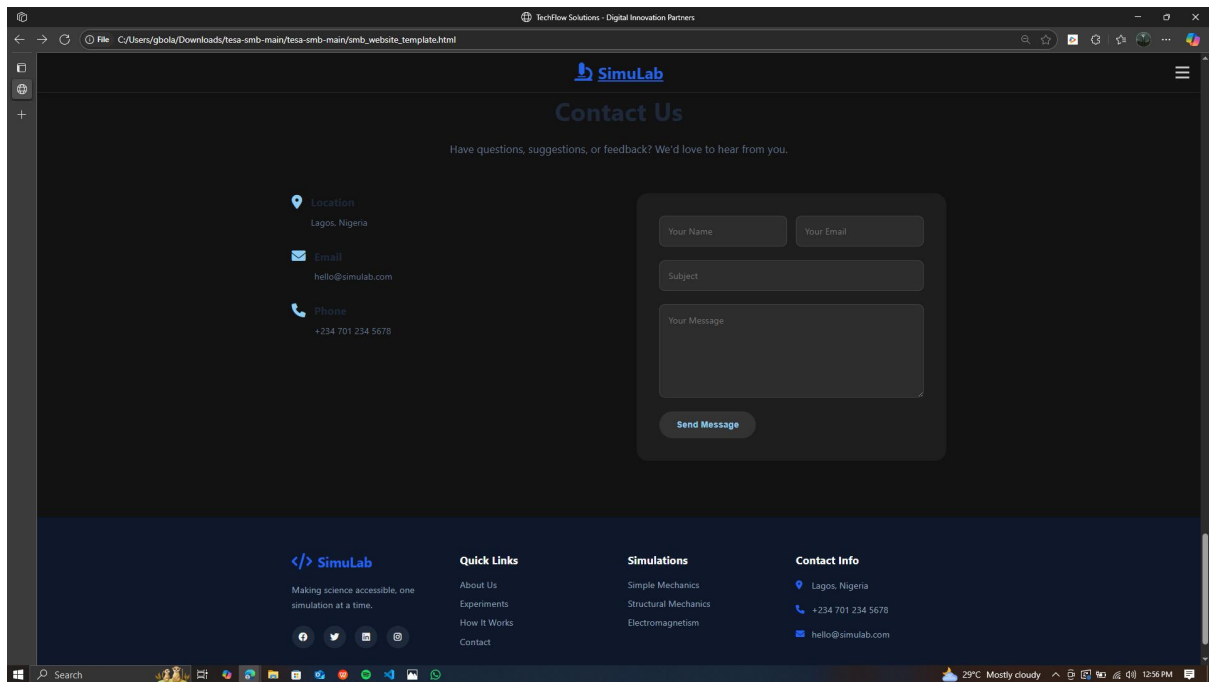 TechFlow Solutions - Digital Innovation Partners
File C:/Users/gbola/Downloads/tesa-smb-main/tesa-smb-main/smb_website_template.html
SimuLab
Contact Us
Have questions, suggestions, or feedback? We'd love to hear from you.
Location
Lagos, Nigeria
Email
hello@simulab.com
Phone
+234 701 234 5678
Your Name
Your Email
Subject
Your Message
Send Message
</> SimuLab
Making science accessible, one
simulation at a time.
Quick Links
About Us
Experiments
How It Works
Contact
Simulations
Simple Mechanics
Structural Mechanics
Electromagnetism
Contact Info
Lagos, Nigeria
+234 701 234 5678
hello@simulab.com
Search
29°C Mostly cloudy
12:56 PM